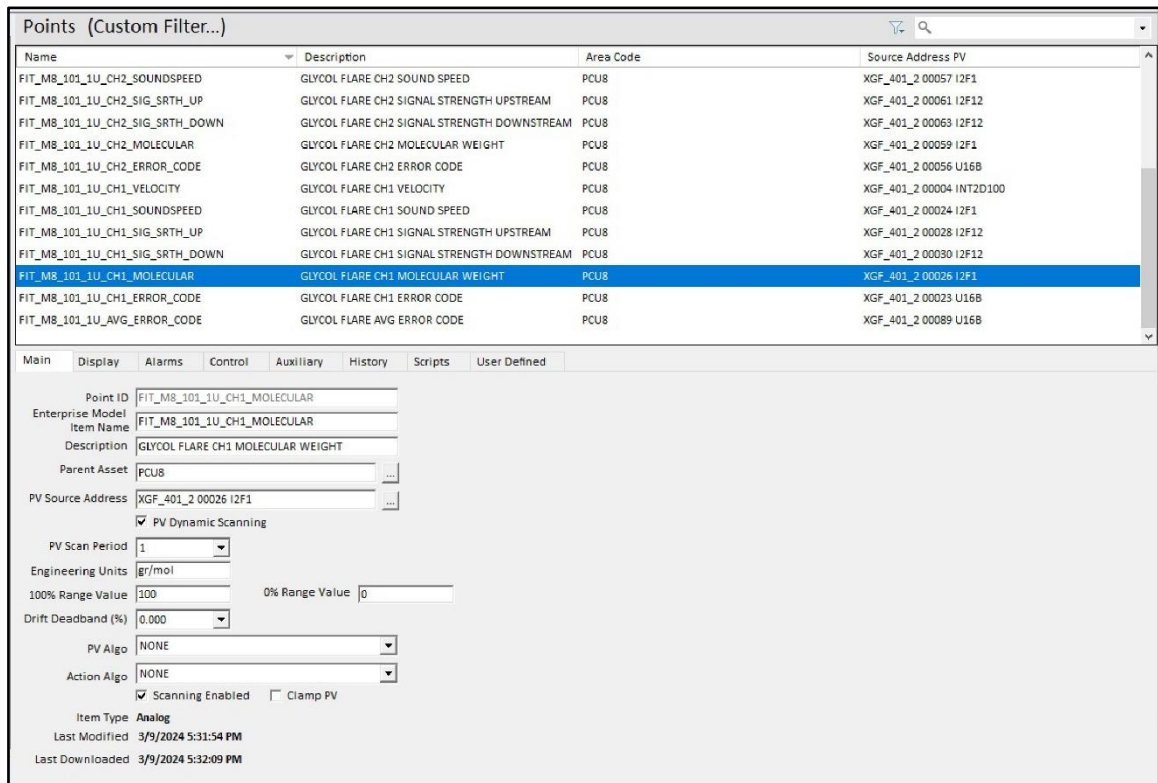 Points (Custom Filter...)
Name Description Area Code Source Address PV
FIT_M8_101_1U_CH2_SOUNDSPEED GLYCOL FLARE CH2 SOUND SPEED PCU8 XGF_401_2 00057 I2F1
FIT_M8_101_1U_CH2_SIG_SRTH_UP GLYCOL FLARE CH2 SIGNAL STRENGTH UPSTREAM PCU8 XGF_401_2 00061 I2F12
FIT_M8_101_1U_CH2_SIG_SRTH_DOWN GLYCOL FLARE CH2 SIGNAL STRENGTH DOWNSTREAM PCU8 XGF_401_2 00063 I2F12
FIT_M8_101_1U_CH2_MOLECULAR GLYCOL FLARE CH2 MOLECULAR WEIGHT PCU8 XGF_401_2 00059 I2F1
FIT_M8_101_1U_CH2_ERROR_CODE GLYCOL FLARE CH2 ERROR CODE PCU8 XGF_401_2 00056 U16B
FIT_M8_101_1U_CH1_VELOCITY GLYCOL FLARE CH1 VELOCITY PCU8 XGF_401_2 00004 INT2D100
FIT_M8_101_1U_CH1_SOUNDSPEED GLYCOL FLARE CH1 SOUND SPEED PCU8 XGF_401_2 00024 I2F1
FIT_M8_101_1U_CH1_SIG_SRTH_UP GLYCOL FLARE CH1 SIGNAL STRENGTH UPSTREAM PCU8 XGF_401_2 00028 I2F12
FIT_M8_101_1U_CH1_SIG_SRTH_DOWN GLYCOL FLARE CH1 SIGNAL STRENGTH DOWNSTREAM PCU8 XGF_401_2 00030 I2F12
FIT_M8_101_1U_CH1_MOLECULAR GLYCOL FLARE CH1 MOLECULAR WEIGHT PCU8 XGF_401_2 00026 I2F1
FIT_M8_101_1U_CH1_ERROR_CODE GLYCOL FLARE CH1 ERROR CODE PCU8 XGF_401_2 00023 U16B
FIT_M8_101_1U_AVG_ERROR_CODE GLYCOL FLARE AVG ERROR CODE PCU8 XGF_401_2 00089 U16B
Main Display Alarms Control Auxiliary History Scripts User Defined
Point ID FIT_M8_101_1U_CH1_MOLECULAR
Enterprise Model
Item Name FIT_M8_101_1U_CH1_MOLECULAR
Description GLYCOL FLARE CH1 MOLECULAR WEIGHT
Parent Asset PCU8 ...
PV Source Address XGF_401_2 00026 I2F1 ...
PV Dynamic Scanning
PV Scan Period 1
Engineering Units gr/mol
100% Range Value 100 0% Range Value 0
Drift Deadband (%) 0.000
PV Algo NONE
Action Algo NONE
Scanning Enabled Clamp PV
Item Type Analog
Last Modified 3/9/2024 5:31:54 PM
Last Downloaded 3/9/2024 5:32:09 PM